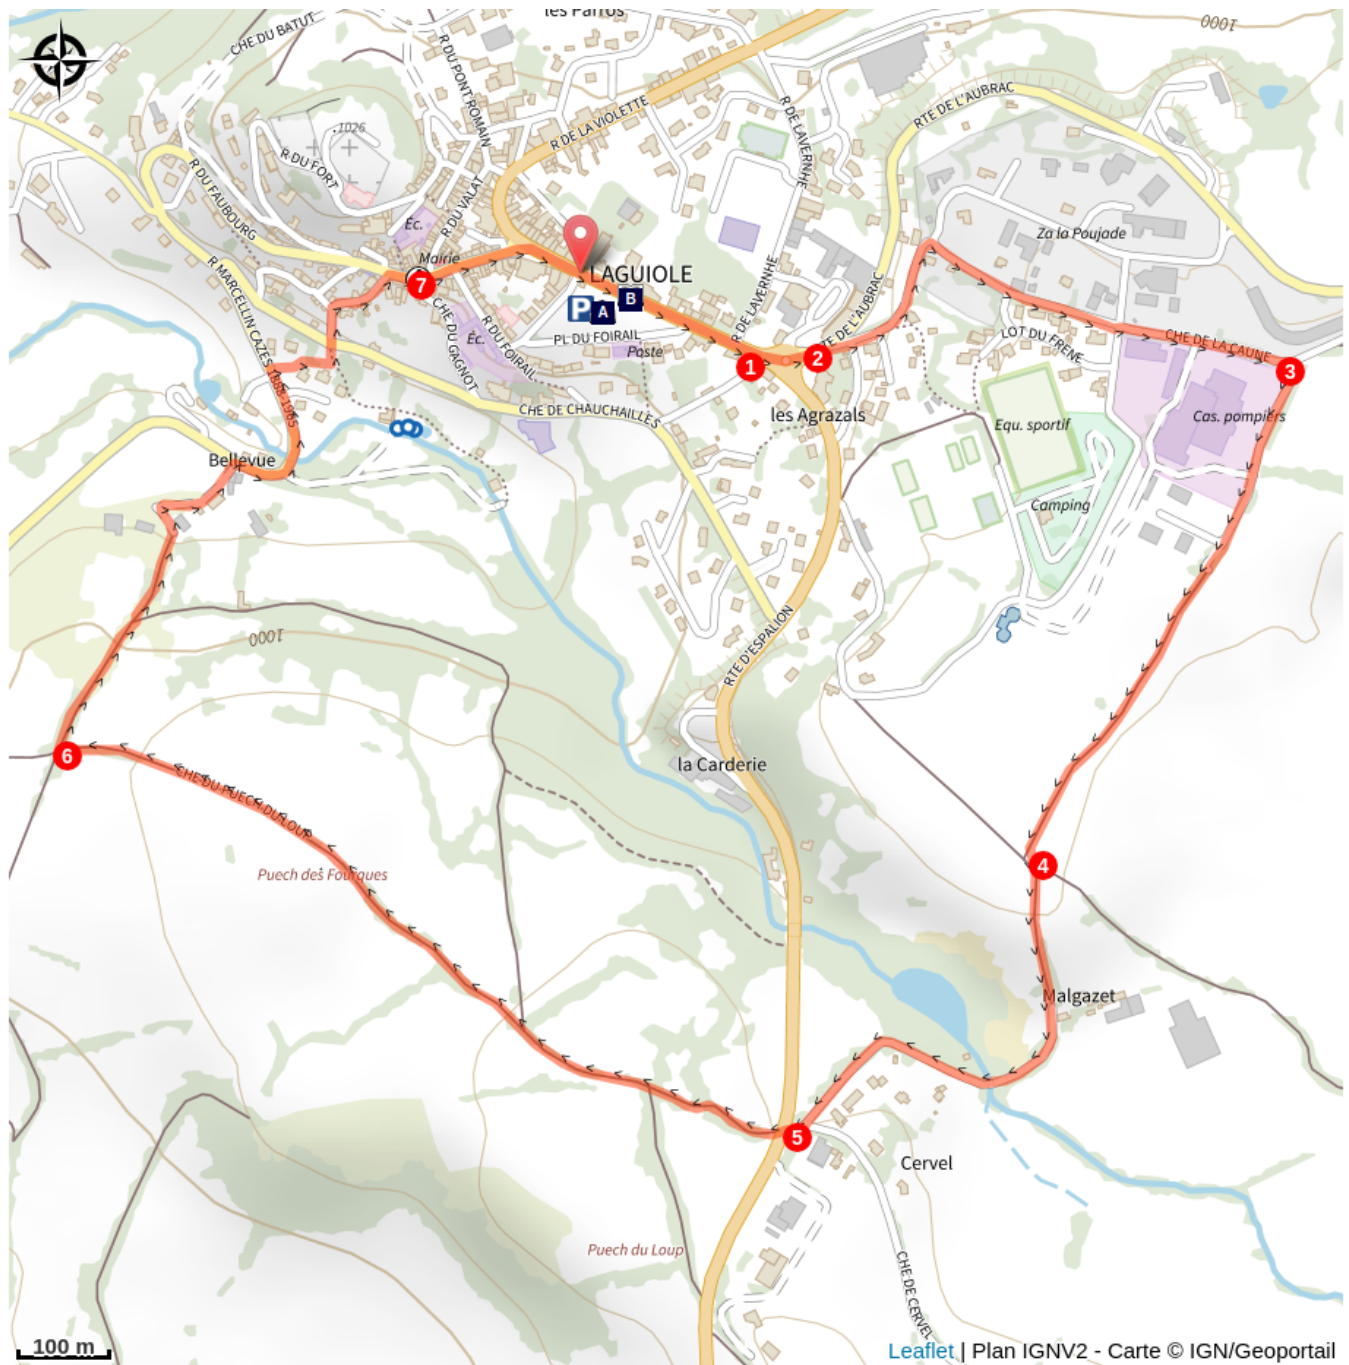 les Parros
1000
CHE DU BATUT
R DU PONT ROMAIN
RTE DE L'AUBRAC
R DE LA VIOLETTE
R DE LAVERNHE
.1026
R DU FORT
R DU FAUBOURG
R DU VALAT
Ec.
Za la Poujade
Mairie
LAGUIOLE
R MARCELLIN CAZES 1888-1985
7
P
A
B
R DE LAVERNHE
RTE DE L'AUBRAC
CHE DU GAGNOT
R DU FOIRAIL
Ec.
PL DU FOIRAIL
Poste
LOT DU FRENE
CHE DE LA CAUNE
1
2
3
CHE DE CHAUCHAILLES
les Agrazals
Equ. sportif
Cas. pompiers
Bellevue
Camping
1000
RTE D'ESPALION
6
la Carderie
CHE DU PUECH DU LOUP
4
Puech des Fourques
Malgazet
5
Cervel
Puech du Loup
CHE DE CERVEL
100 m
Leaflet | Plan IGNV2 - Carte © IGN/Geoportail